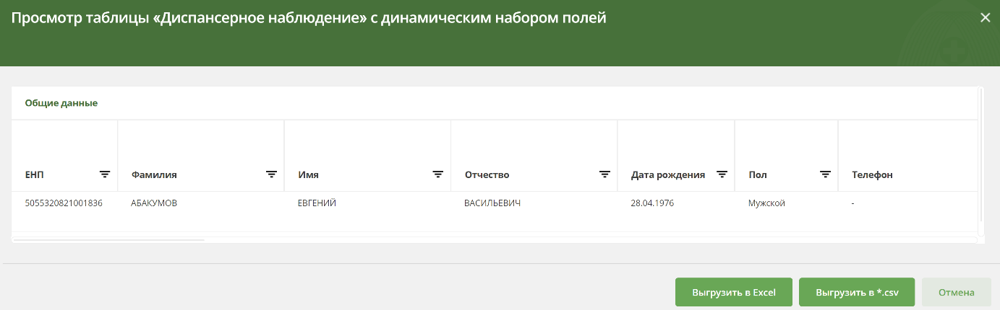 Просмотр таблицы «Диспансерное наблюдение» с динамическим набором полей
Общие данные
ЕНП Фамилия Имя Отчество Дата рождения Пол Телефон
5055320821001836 АБАКУМОВ ЕВГЕНИЙ ВАСИЛЬЕВИЧ 28.04.1976 Мужской -
Выгрузить в Excel Выгрузить в *.csv Отмена